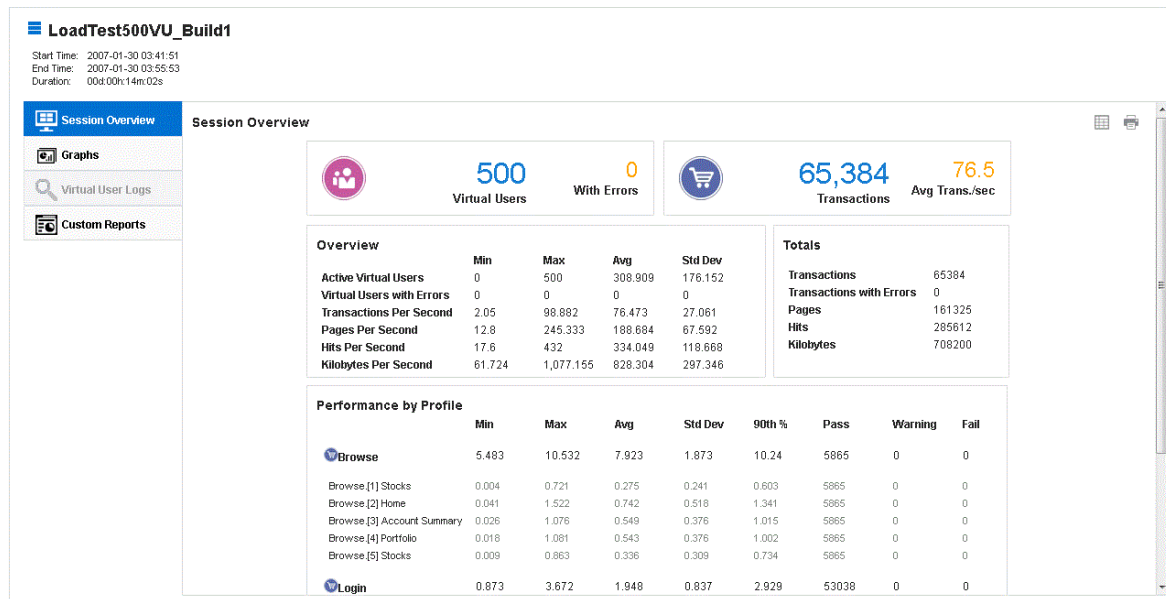 LoadTest500VU_Build1
Start Time: 2007-01-30 03:41:51
End Time: 2007-01-30 03:55:53
Duration: 00d:00h:14m:02s
Session Overview
Graphs
Virtual User Logs
Custom Reports
Session Overview
500 0
Virtual Users With Errors
65,384 76.5
Transactions Avg Trans./sec
Overview
Min Max Avg Std Dev
Active Virtual Users 0 500 308.909 176.152
Virtual Users with Errors 0 0 0 0
Transactions Per Second 2.05 98.882 76.473 27.061
Pages Per Second 12.8 245.333 188.684 67.592
Hits Per Second 17.6 432 334.049 118.668
Kilobytes Per Second 61.724 1,077.155 828.304 297.346
Totals
Transactions 65384
Transactions with Errors 0
Pages 161325
Hits 285612
Kilobytes 708200
Performance by Profile
Min Max Avg Std Dev 90th % Pass Warning Fail
Browse 5.483 10.532 7.923 1.873 10.24 5865 0 0
Browse.[1] Stocks 0.004 0.721 0.275 0.241 0.603 5865 0 0
Browse.[2] Home 0.041 1.522 0.742 0.518 1.341 5865 0 0
Browse.[3] Account Summary 0.026 1.076 0.549 0.376 1.015 5865 0 0
Browse.[4] Portfolio 0.018 1.081 0.543 0.376 1.002 5865 0 0
Browse.[5] Stocks 0.009 0.863 0.336 0.309 0.734 5865 0 0
Login 0.873 3.672 1.948 0.837 2.929 53038 0 0